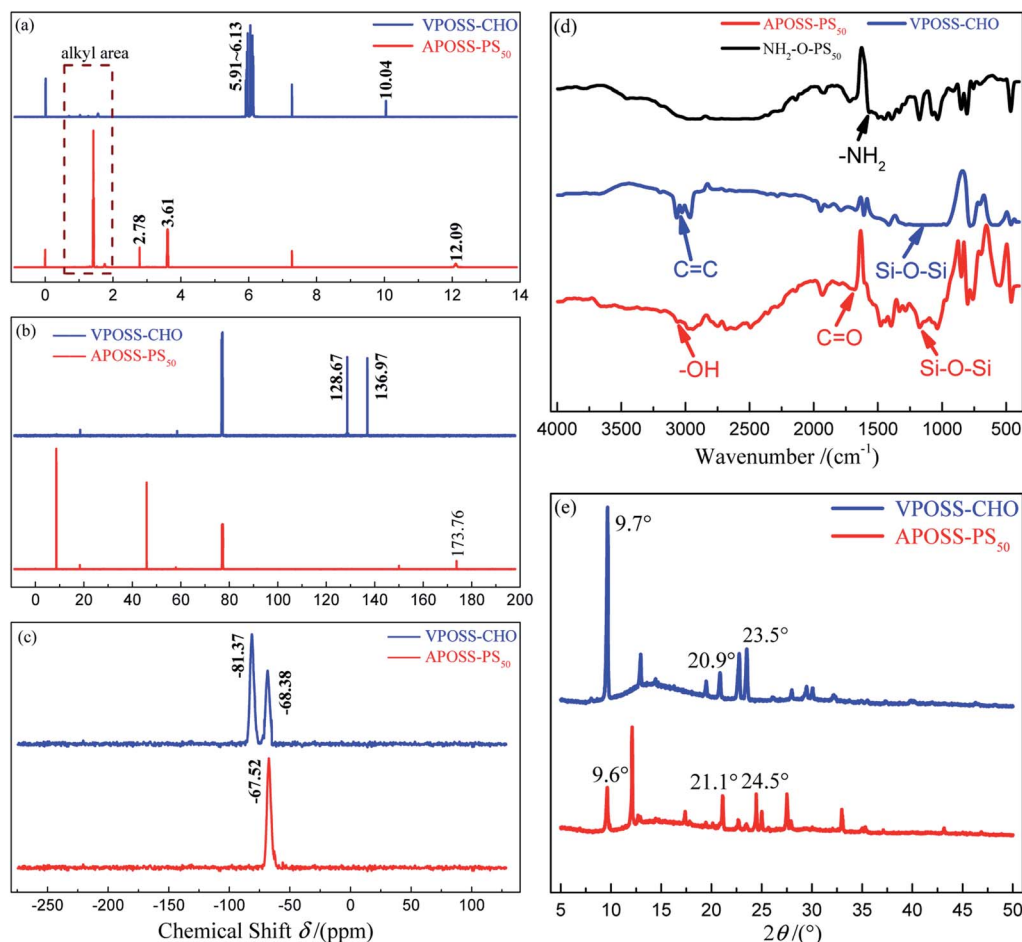 (a)
VPOSS-CHO
APOSS-PS50
alkyl area
5.91~6.13
10.04
2.78
3.61
12.09
0 2 4 6 8 10 12 14
(b)
VPOSS-CHO
APOSS-PS50
128.67
136.97
173.76
0 20 40 60 80 100 120 140 160 180 200
(c)
VPOSS-CHO
APOSS-PS50
-81.37
-68.38
-67.52
-250 -200 -150 -100 -50 0 50 100
Chemical Shift δ/(ppm)
(d)
APOSS-PS50 VPOSS-CHO
NH2-O-PS50
-NH2
C=C
Si-O-Si
-OH
C=O
Si-O-Si
4000 3500 3000 2500 2000 1500 1000 500
Wavenumber /(cm-1)
(e)
VPOSS-CHO
APOSS-PS50
9.7°
20.9°
23.5°
9.6°
21.1°
24.5°
5 10 15 20 25 30 35 40 45 50
2θ/(°)